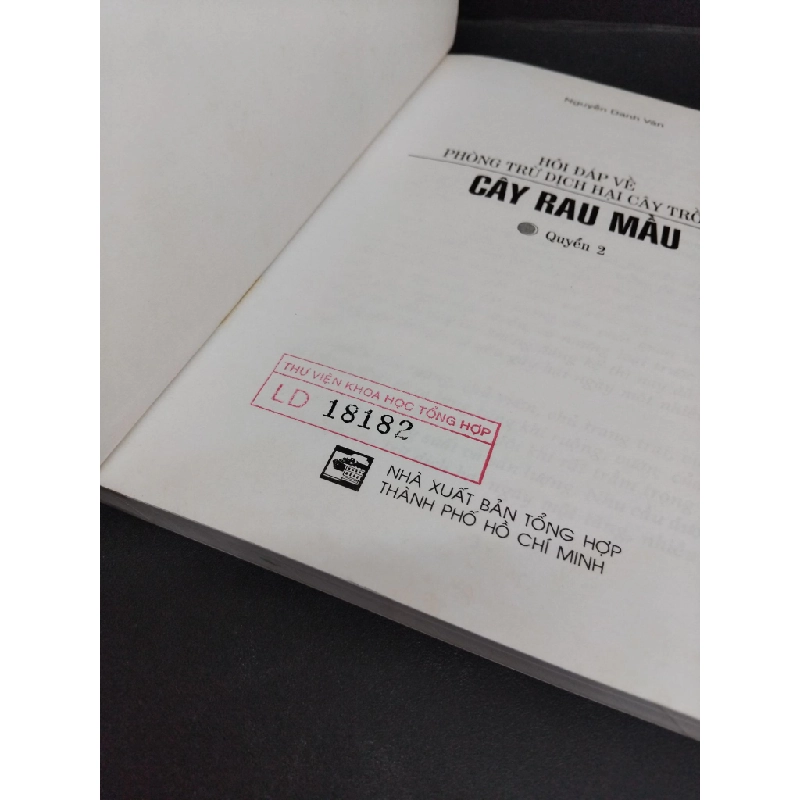 Nguyễn Danh Vàn
HỎI ĐÁP VỀ
PHÒNG TRỪ DỊCH HẠI CÂY TRỒ
CÂY RAU MẦU
Quyển 2
THƯ VIỆN KHOA HỌC TỔNG HỢP
LD 18182
NHÀ XUẤT BẢN TỔNG HỢP
THÀNH PHỐ HỒ CHÍ MINH